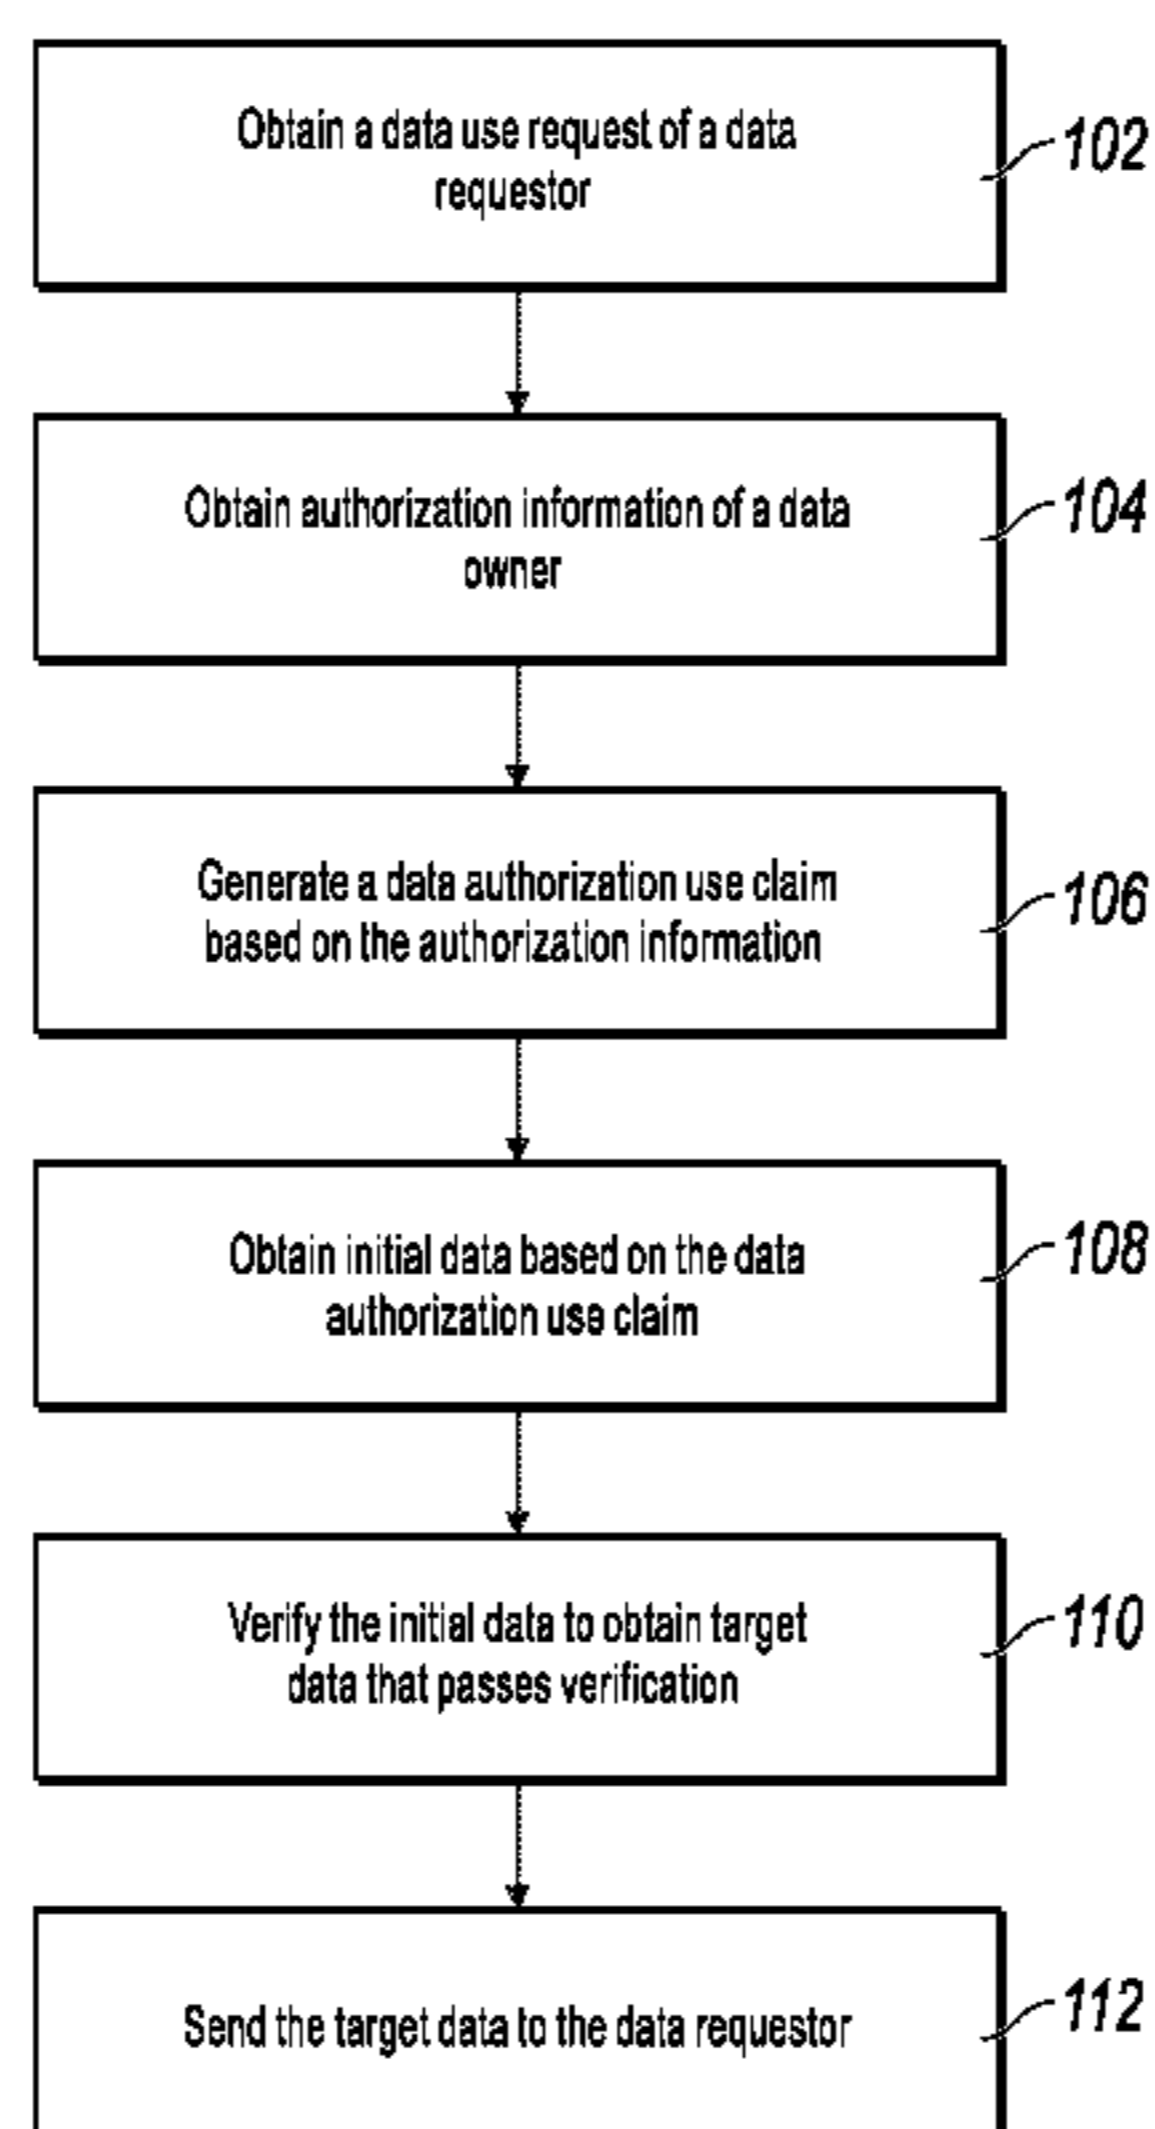 Obtain a data use request of a data
requestor
102
Obtain authorization information of a data
owner
104
Generate a data authorization use claim
based on the authorization information
106
Obtain initial data based on the data
authorization use claim
108
Verify the initial data to obtain target
data that passes verification
110
Send the target data to the data requestor
112